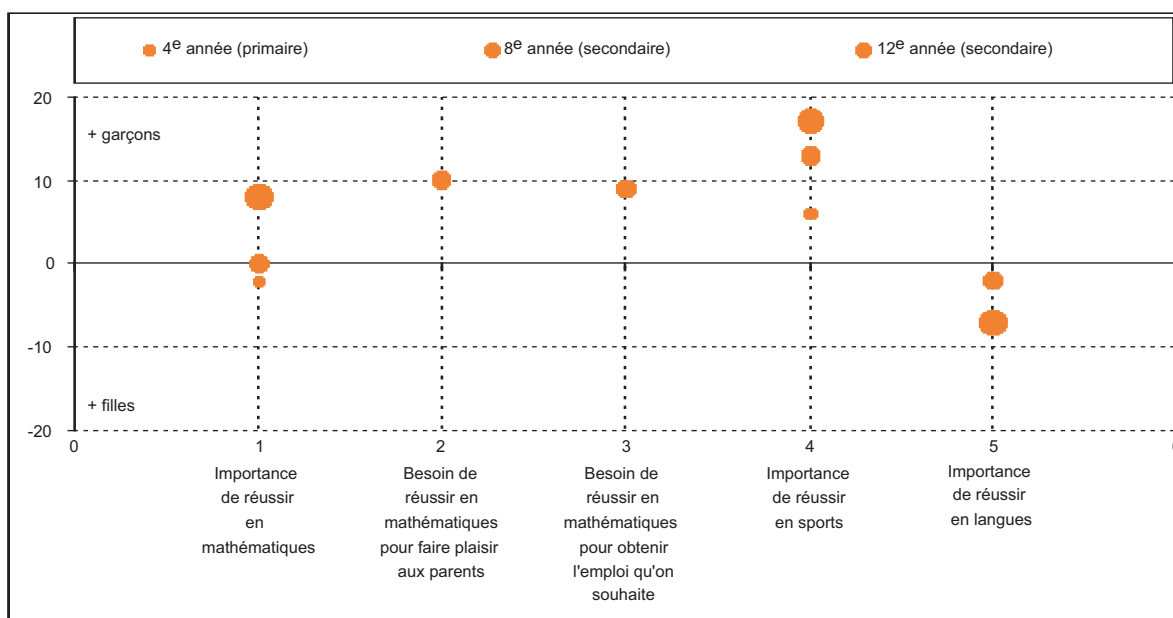 4e année (primaire) 8e année (secondaire) 12e année (secondaire)
20
+ garçons
10
0
-10
+ filles
-20
0 1 2 3 4 5
Importance
de réussir
en
mathématiques
Besoin de
réussir en
mathématiques
pour faire plaisir
aux parents
Besoin de
réussir en
mathématiques
pour obtenir
l'emploi qu'on
souhaite
Importance
de réussir
en sports
Importance
de réussir
en langues